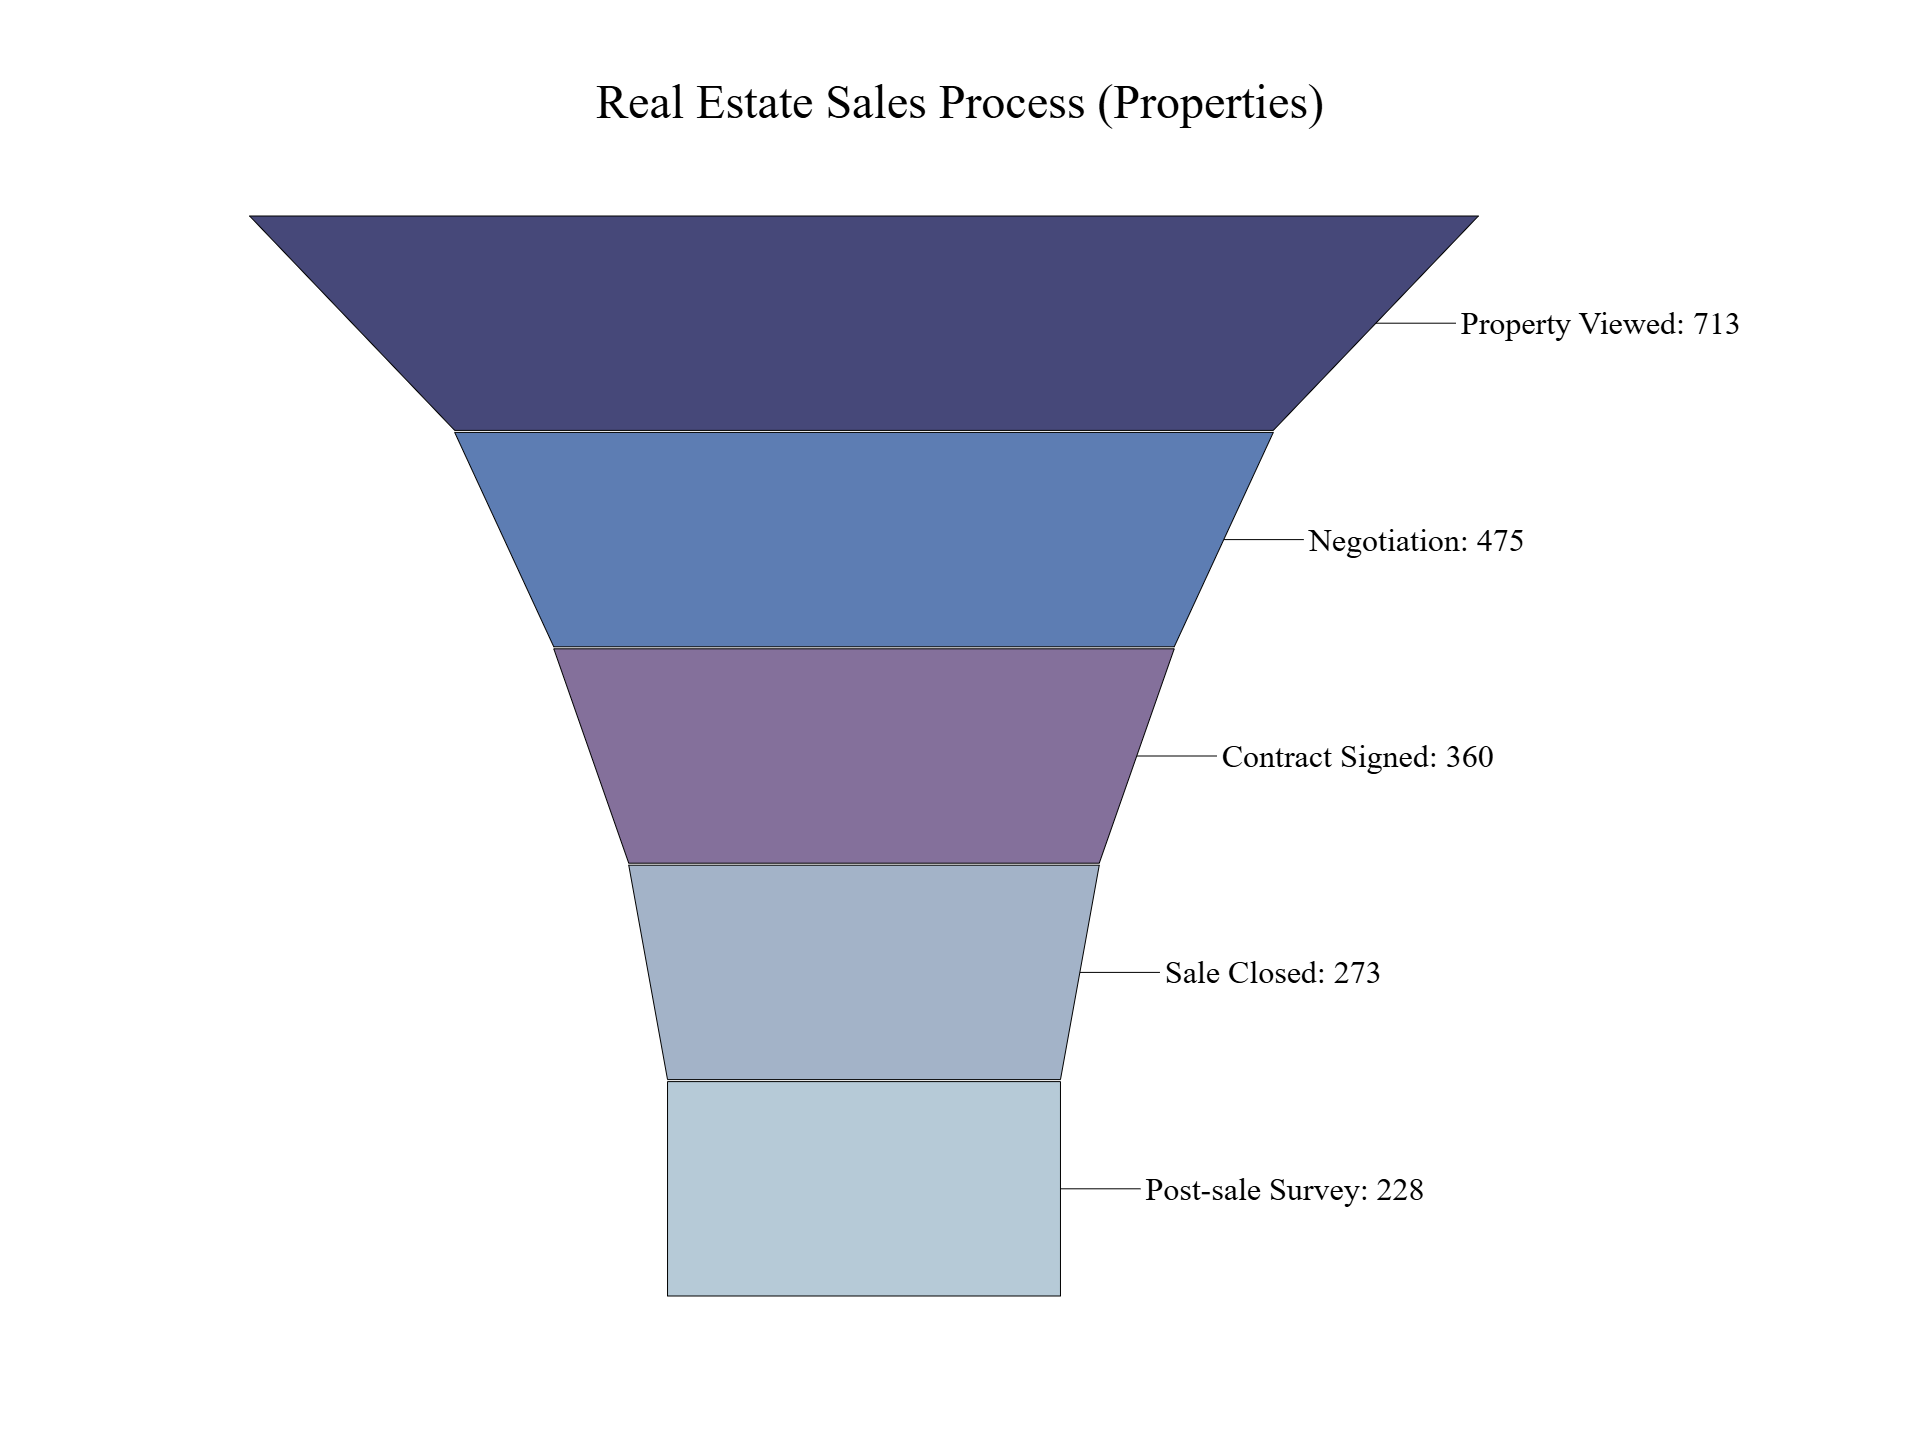 Real Estate Sales Process (Properties)
Property Viewed: 713
Negotiation: 475
Contract Signed: 360
Sale Closed: 273
Post-sale Survey: 228